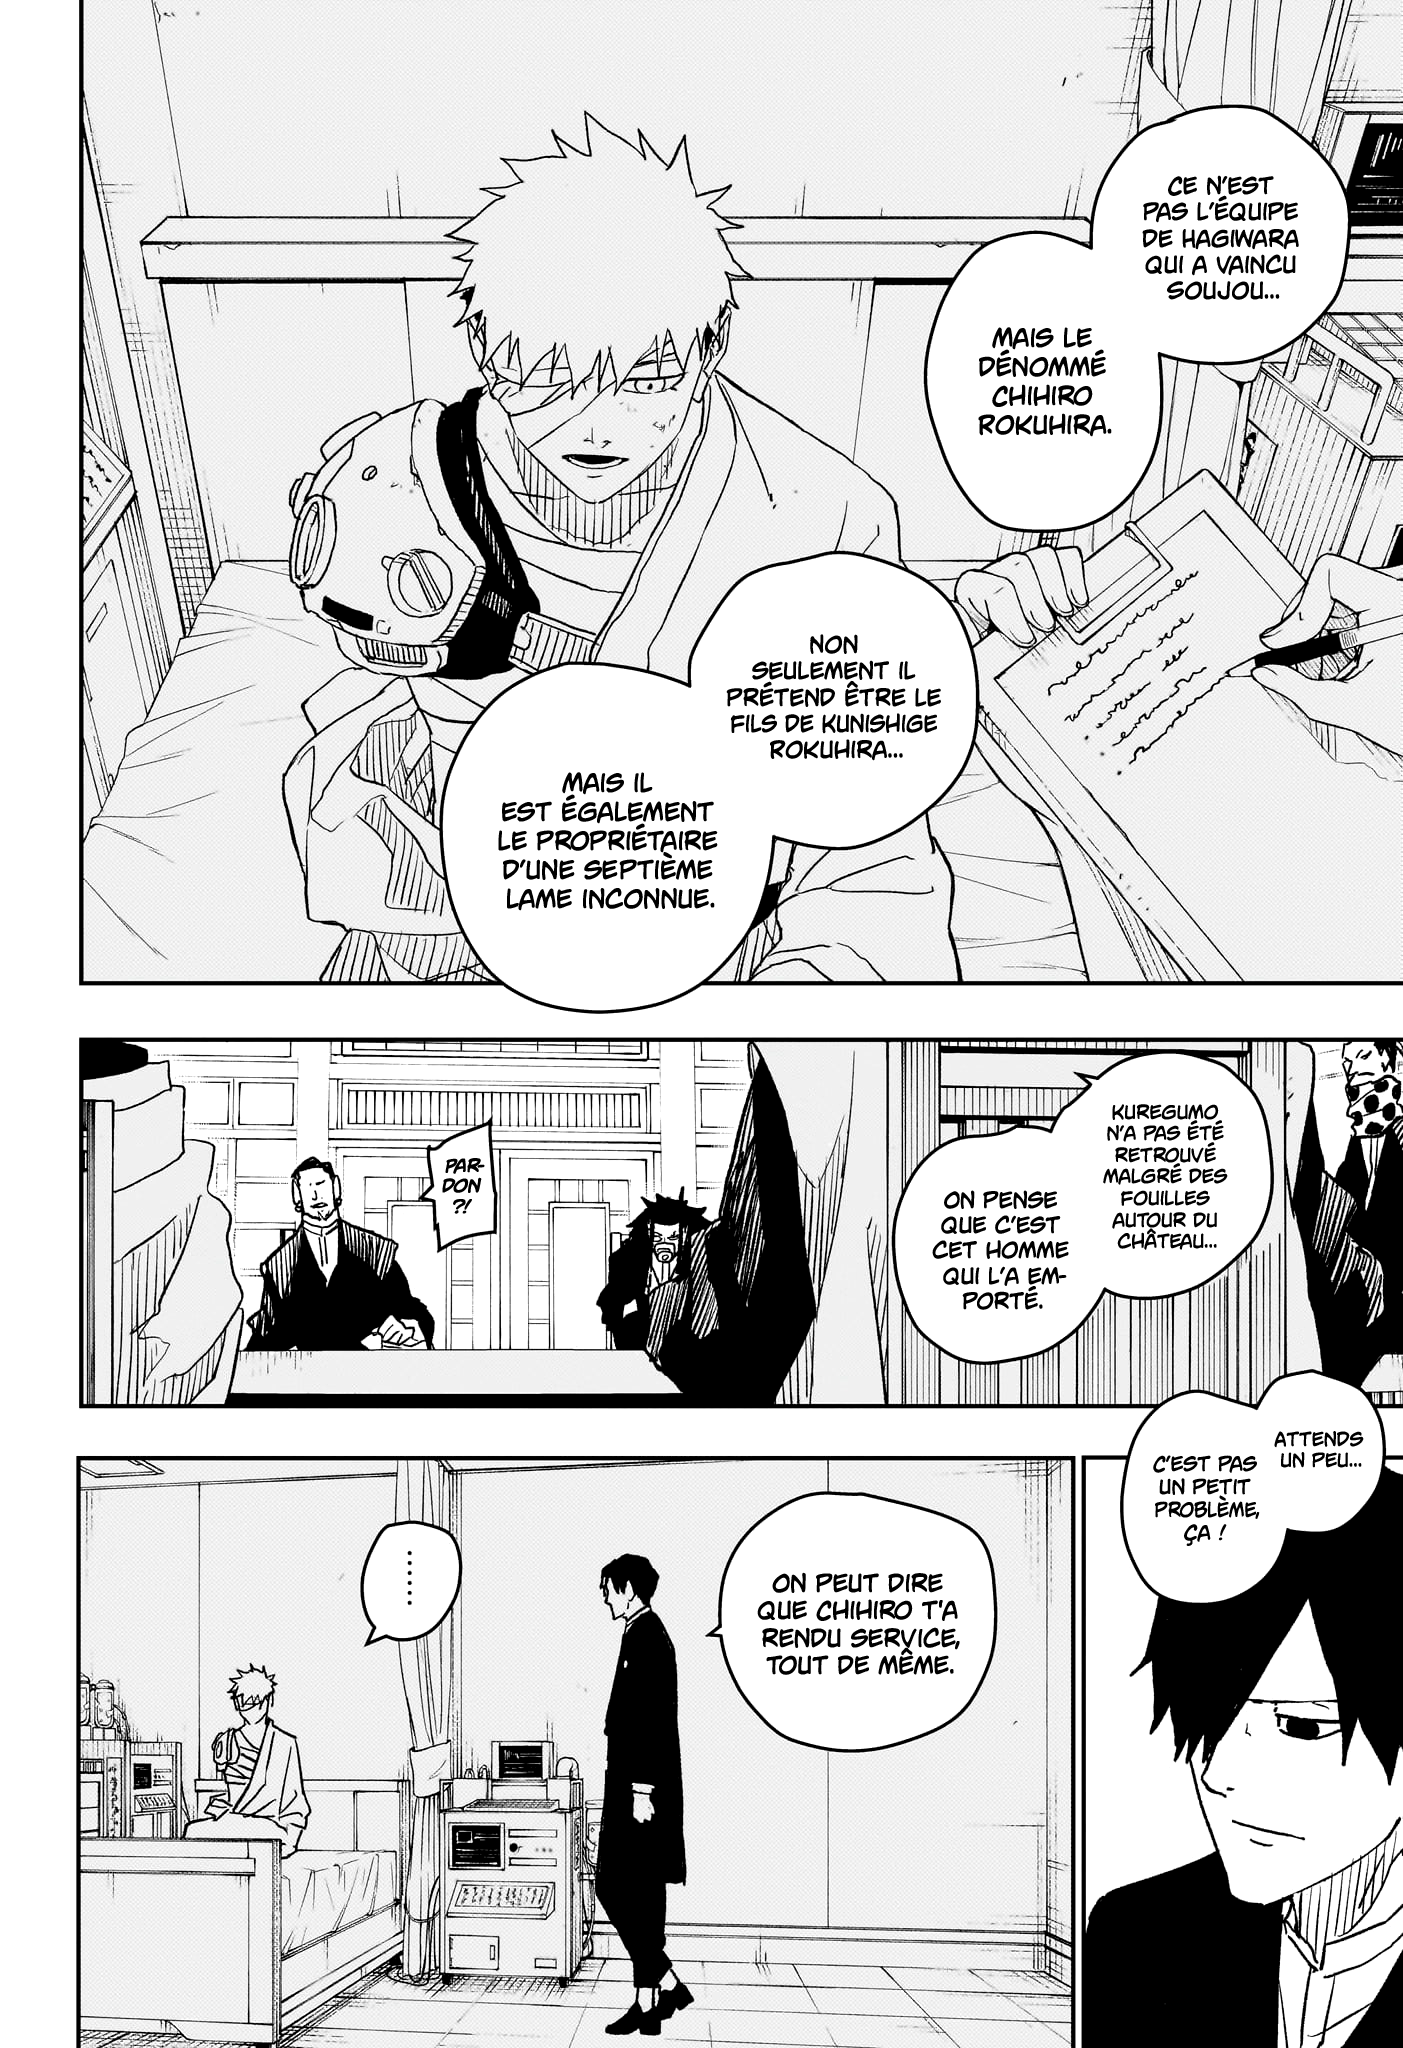 CE N'EST
PAS L'ÉQUIPE
DE HAGIWARA
QUI A VAINCU
SOUJOU...
MAIS LE
DÉNOMMÉ
CHIHIRO
ROKUHIRA.
NON
SEULEMENT IL
PRÉTEND ÊTRE LE
FILS DE KUNISHIGE
ROKUHIRA...
MAIS IL
EST ÉGALEMENT
LE PROPRIÉTAIRE
D'UNE SEPTIÈME
LAME INCONNUE.
KUREGUMO
N'A PAS ÉTÉ
RETROUVÉ
MALGRÉ DES
FOUILLES
AUTOUR DU
CHÂTEAU...
ON PENSE
QUE C'EST
CET HOMME
QUI L'A EM-
PORTÉ.
PAR-
DON
?!
ATTENDS
UN PEU...
C'EST PAS
UN PETIT
PROBLÈME,
ÇA !
ON PEUT DIRE
QUE CHIHIRO T'A
RENDU SERVICE,
TOUT DE MÊME.
......